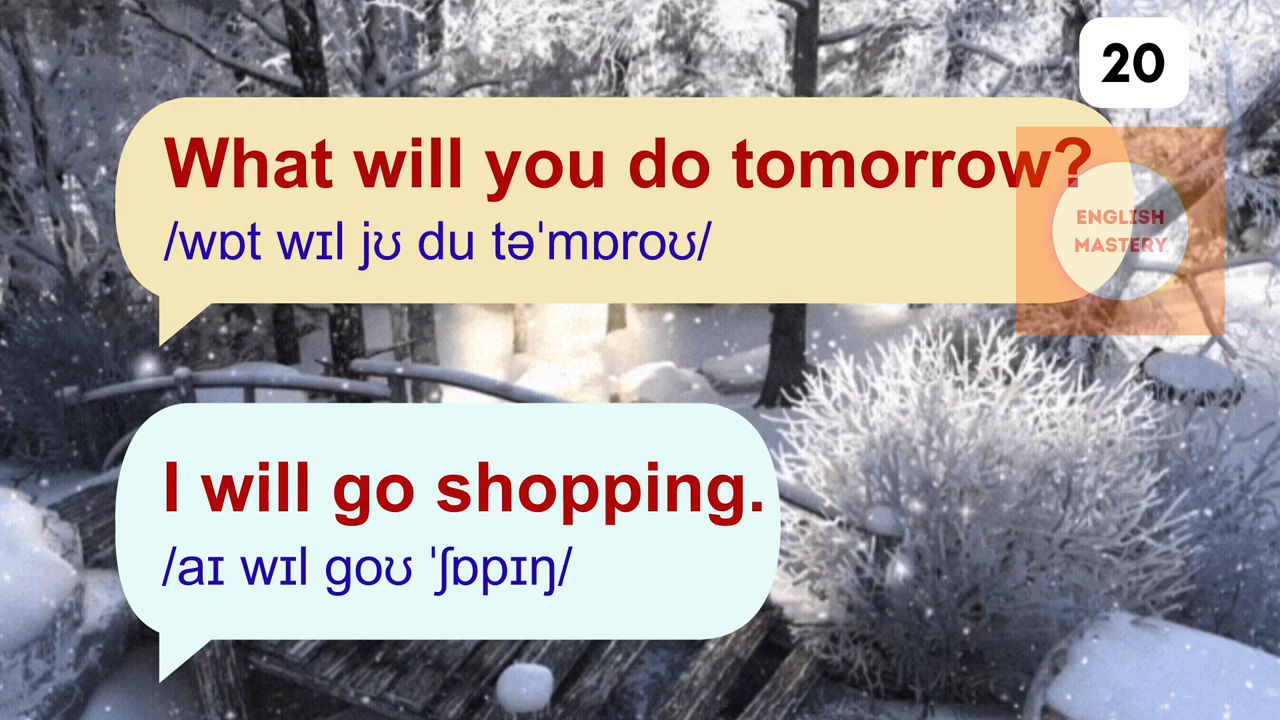 20
What will you do tomorrow?
/wɒt wɪl jʊ du təˈmɒroʊ/
ENGLISH
MASTERY
I will go shopping.
/aɪ wɪl goʊ ˈʃɒpɪŋ/